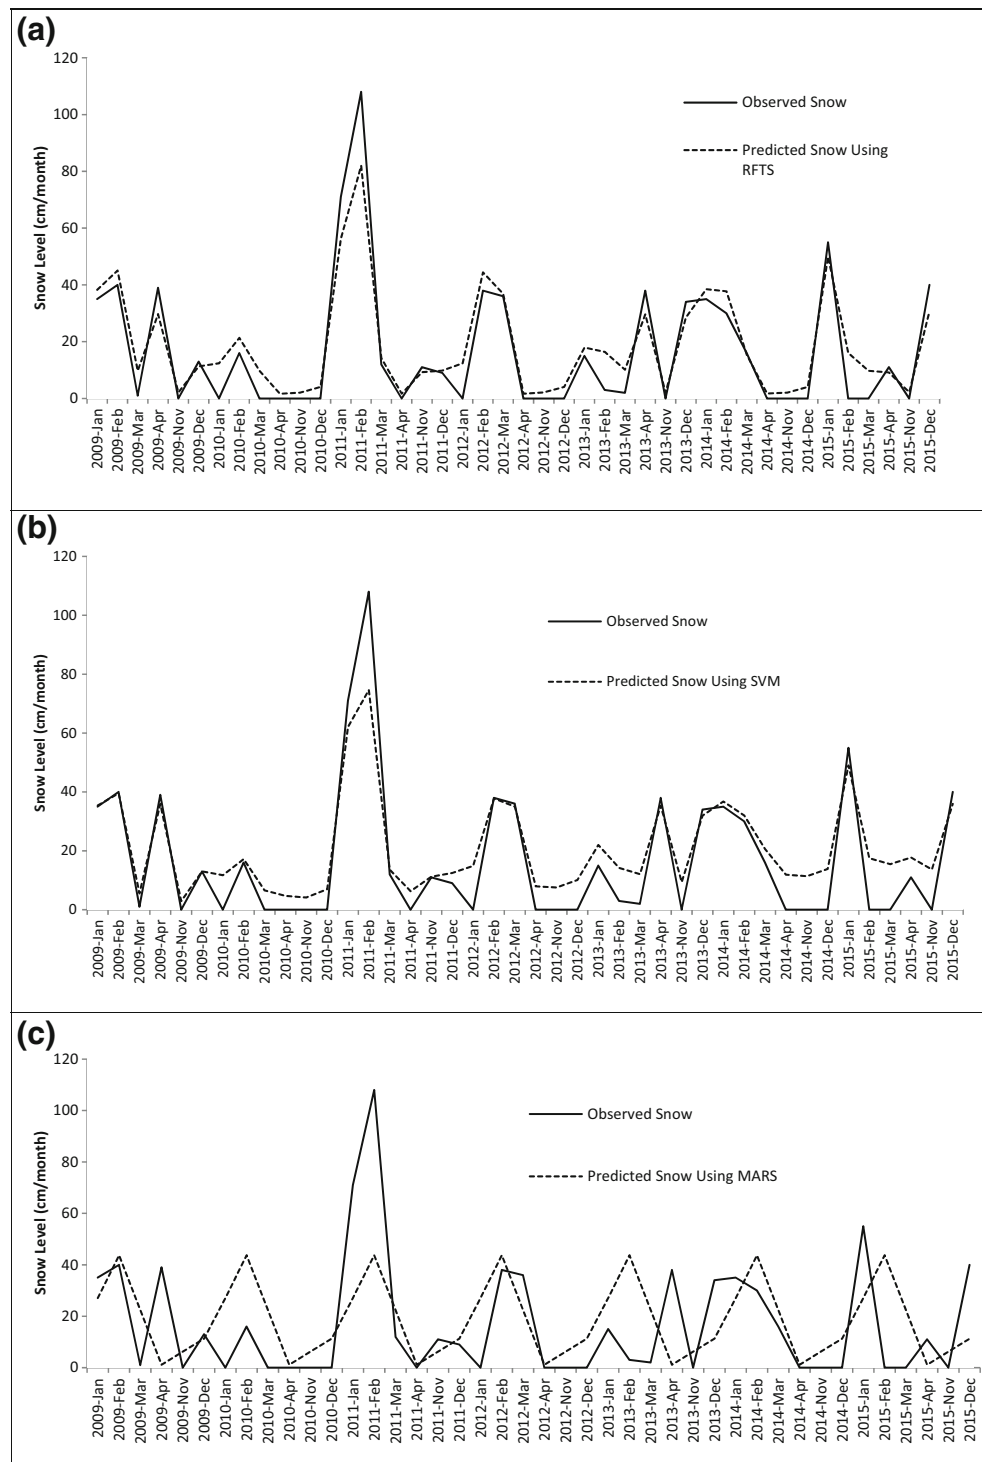 (a)
120
100
80
60
40
20
0
Snow Level (cm/month)
Observed Snow
Predicted Snow Using
RFTS
2009-Jan
2009-Feb
2009-Mar
2009-Apr
2009-Nov
2009-Dec
2010-Jan
2010-Feb
2010-Mar
2010-Apr
2010-Nov
2010-Dec
2011-Jan
2011-Feb
2011-Mar
2011-Apr
2011-Nov
2011-Dec
2012-Jan
2012-Feb
2012-Mar
2012-Apr
2012-Nov
2012-Dec
2013-Jan
2013-Feb
2013-Mar
2013-Apr
2013-Nov
2013-Dec
2014-Jan
2014-Feb
2014-Mar
2014-Apr
2014-Nov
2014-Dec
2015-Jan
2015-Feb
2015-Mar
2015-Apr
2015-Nov
2015-Dec
(b)
120
100
80
60
40
20
0
Snow Level (cm/month)
Observed Snow
Predicted Snow Using SVM
2009-Jan
2009-Feb
2009-Mar
2009-Apr
2009-Nov
2009-Dec
2010-Jan
2010-Feb
2010-Mar
2010-Apr
2010-Nov
2010-Dec
2011-Jan
2011-Feb
2011-Mar
2011-Apr
2011-Nov
2011-Dec
2012-Jan
2012-Feb
2012-Mar
2012-Apr
2012-Nov
2012-Dec
2013-Jan
2013-Feb
2013-Mar
2013-Apr
2013-Nov
2013-Dec
2014-Jan
2014-Feb
2014-Mar
2014-Apr
2014-Nov
2014-Dec
2015-Jan
2015-Feb
2015-Mar
2015-Apr
2015-Nov
2015-Dec
(c)
120
100
80
60
40
20
0
Snow Level (cm/month)
Observed Snow
Predicted Snow Using MARS
2009-Jan
2009-Feb
2009-Mar
2009-Apr
2009-Nov
2009-Dec
2010-Jan
2010-Feb
2010-Mar
2010-Apr
2010-Nov
2010-Dec
2011-Jan
2011-Feb
2011-Mar
2011-Apr
2011-Nov
2011-Dec
2012-Jan
2012-Feb
2012-Mar
2012-Apr
2012-Nov
2012-Dec
2013-Jan
2013-Feb
2013-Mar
2013-Apr
2013-Nov
2013-Dec
2014-Jan
2014-Feb
2014-Mar
2014-Apr
2014-Nov
2014-Dec
2015-Jan
2015-Feb
2015-Mar
2015-Apr
2015-Nov
2015-Dec